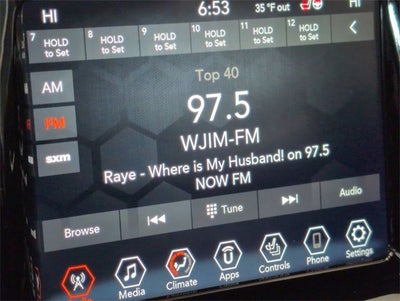 HI 6:53 35°F out HI
7 HOLD to Set 8 HOLD to Set 9 HOLD to Set 10 HOLD to Set 11 HOLD to Set 12 HOLD to Set
AM
FM
sxm
Top 40
97.5
WJIM-FM
Raye - Where is My Husband! on 97.5
NOW FM
Browse Tune Audio
Media Climate Apps Controls Phone Settings